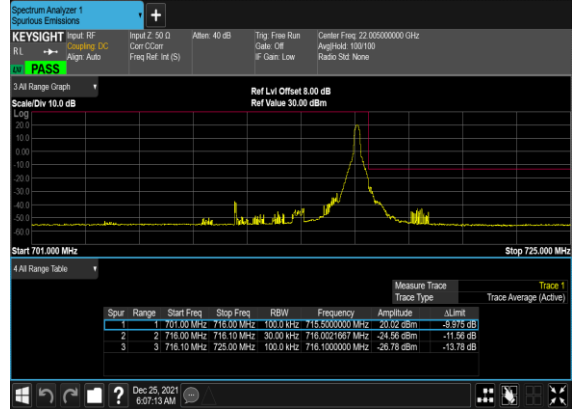 Spectrum Analyzer 1
Spurious Emissions
KEYSIGHT Input: RF Input Z: 50 Ω Atten: 40 dB Trig: Free Run Center Freq: 22.005000000 GHz
RL Coupling: DC Corr CCorr Gate: Off Avg|Hold: 100/100
Align: Auto Freq Ref: Int (S) IF Gain: Low Radio Std: None
PASS
3 All Range Graph
Ref Lvl Offset 8.00 dB
Scale/Div 10.0 dB Ref Value 30.00 dBm
Log
20.0
10.0
0.00
-10.0
-20.0
-30.0
-40.0
-50.0
-60.0
Start 701.000 MHz Stop 725.000 MHz
4 All Range Table
Measure Trace Trace 1
Trace Type Trace Average (Active)
Spur Range Start Freq Stop Freq RBW Frequency Amplitude ΔLimit
1 1 701.00 MHz 716.00 MHz 100.0 kHz 715.5000000 MHz 20.02 dBm -9.975 dB
2 2 716.00 MHz 716.10 MHz 30.00 kHz 716.0021667 MHz -24.56 dBm -11.56 dB
3 3 716.10 MHz 725.00 MHz 100.0 kHz 716.1000000 MHz -26.78 dBm -13.78 dB
?
Dec 25, 2021
6:07:13 AM